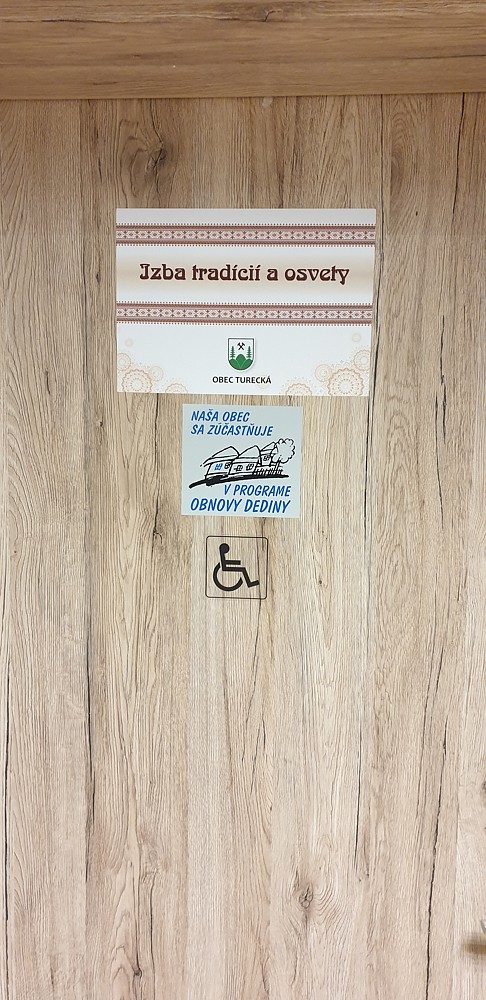 Izba tradícií a osvety
OBEC TURECKÁ
NAŠA OBEC
SA ZÚČASTŇUJE
V PROGRAME
OBNOVY DEDINY